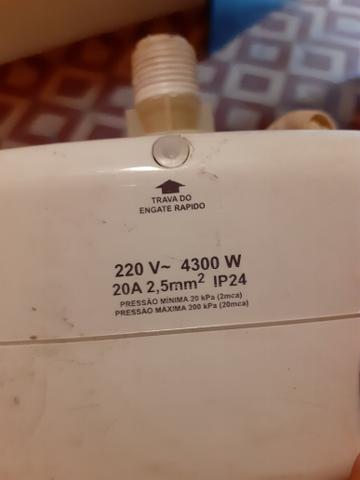 TRAVA DO
ENGATE RAPIDO
220 V~ 4300 W
20A 2,5mm² IP24
PRESSÃO MÍNIMA 20 kPa (2mca)
PRESSÃO MAXIMA 200 kPa (20mca)